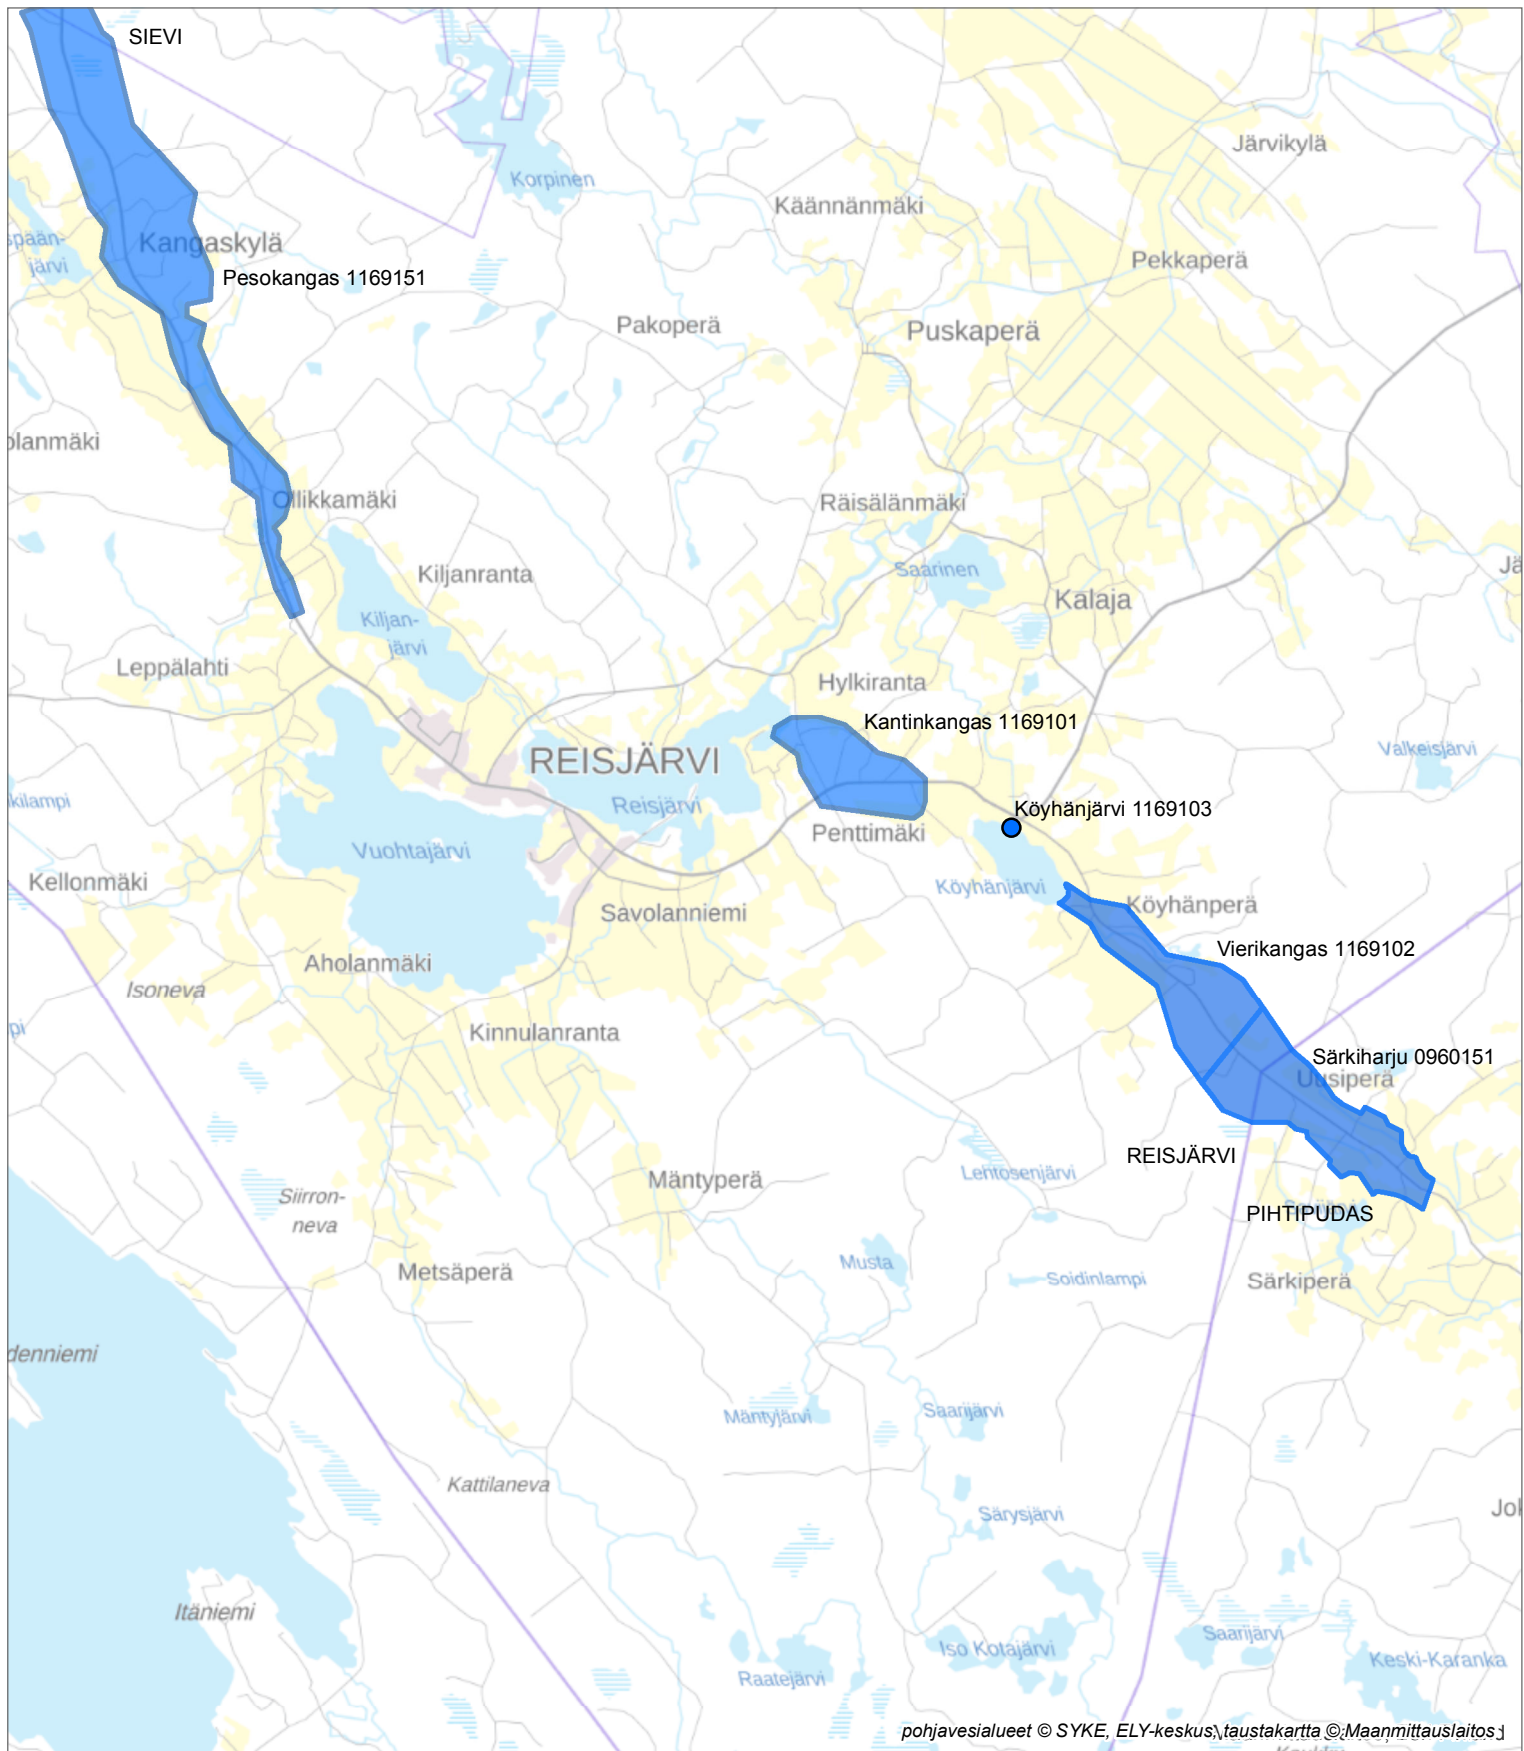 SIEVI
Korpinen
Järvikylä
Käännänmäki
Kangaskylä
Pekkaperä
järvi
Pesokangas 1169151
Pakoperä
Puskaperä
Ollikkamäki
Räisälänmäki
Kiljanranta
Saarinen
Kalaja
Kiljan-
järvi
Leppälahti
Hylkiranta
Kantinkangas 1169101
REISJÄRVI
Valkeisjärvi
Reisjärvi
Köyhänjärvi 1169103
Penttimäki
Vuohtajärvi
Kellonmäki
Köyhänjärvi
Köyhänperä
Savolanniemi
Vierikangas 1169102
Aholanmäki
Isoneva
Kinnulanranta
Särkiharju 0960151
Uusiperä
REISJÄRVI
Lehtosenjärvi
Mäntyperä
Siirron-
neva
PIHTIPUDAS
Musta
Metsäperä
Soidinlampi
Särkiperä
Mäntyjärvi
Saarijärvi
Kattilaneva
Särysjärvi
Itäniemi
Saarijärvi
Iso Kotajärvi
Keski-Karanka
Raatejärvi
pohjavesialueet © SYKE, ELY-keskus, taustakartta © Maanmittauslaitos